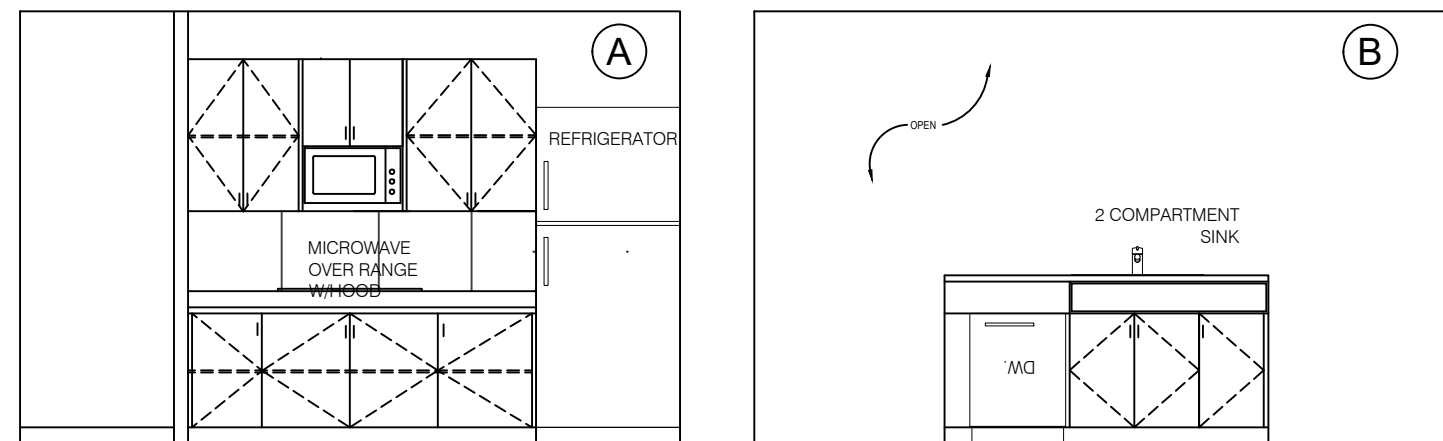 A
REFRIGERATOR
MICROWAVE
OVER RANGE
W/HOOD
B
OPEN
2 COMPARTMENT
SINK
DW.